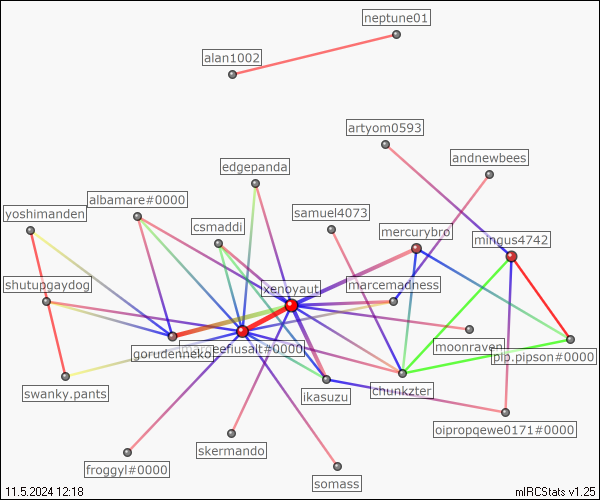 neptune01
alan1002
artyom0593
andnewbees
edgepanda
albamare#0000
yoshimanden
samuel4073
csmaddi
mercurybro
mingus4742
shutupgaydog
xenoyaut
marcemadness
moonraven
gorudenneko
eefiusalt#0000
pip.pipson#0000
swanky.pants
ikasuzu
chunkzter
oipropqewe0171#0000
skermando
froggyl#0000
somass
11.5.2024 12:18
mIRCStats v1.25